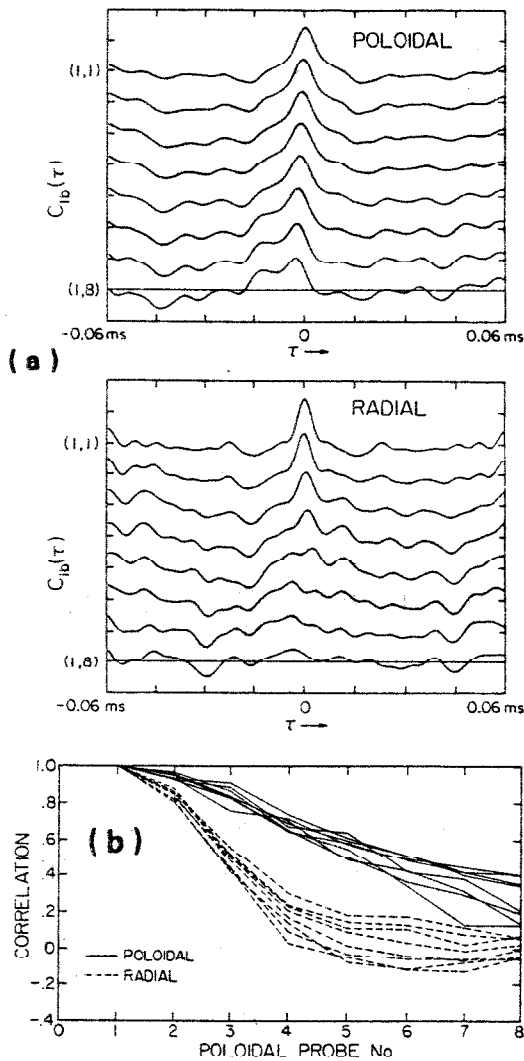 POLOIDAL
(1,1)
C1b(τ)
(1,8)
-0.06 ms
0
0.06 ms
τ →
(a)
RADIAL
(1,1)
C1b(τ)
(1,8)
-0.06 ms
0
0.06 ms
τ →
1.0
.8
.6
.4
.2
0
-.2
-.4
CORRELATION
(b)
POLOIDAL
RADIAL
0 1 2 3 4 5 6 7 8
POLOIDAL PROBE No